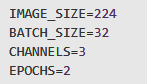 IMAGE_SIZE=224
BATCH_SIZE=32
CHANNELS=3
EPOCHS=2